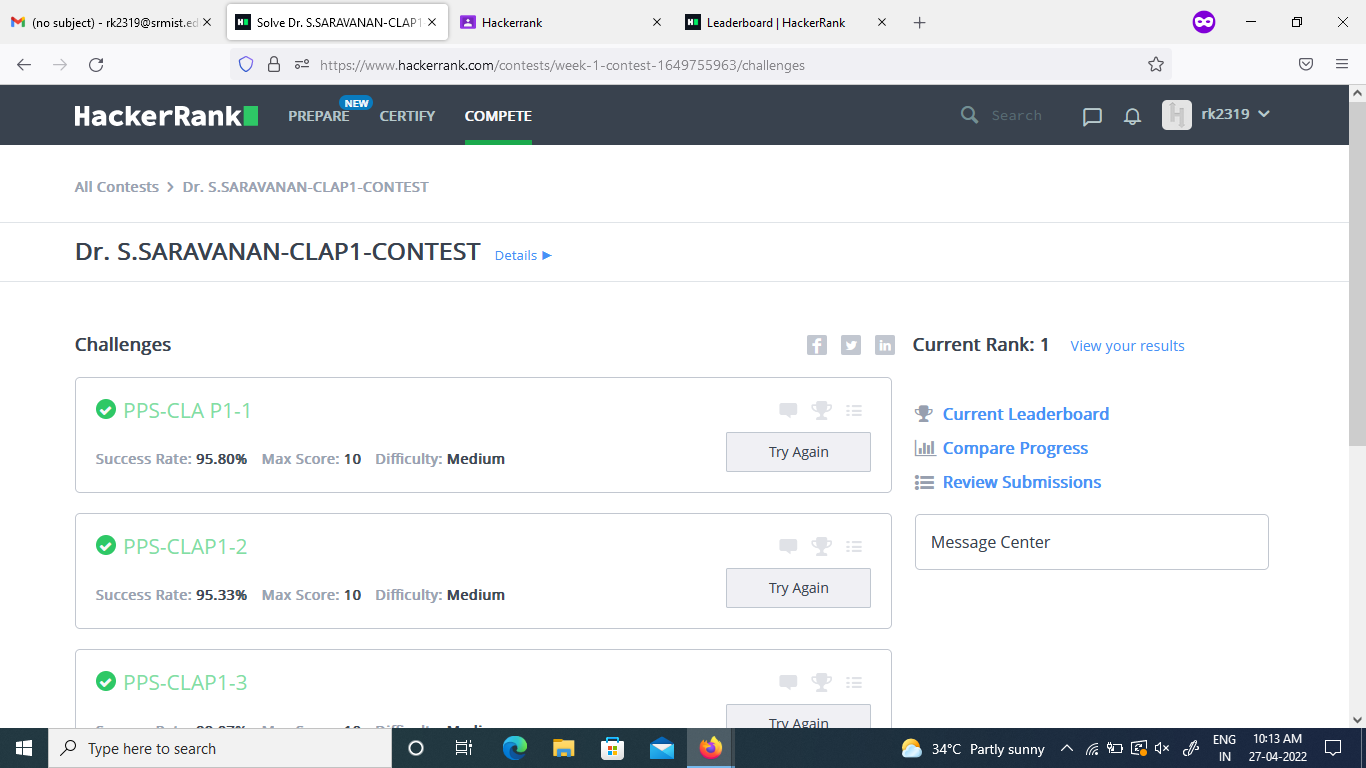 (no subject) - rk2319@srmist.ed
Solve Dr. S.SARAVANAN-CLAP1
Hackerrank
Leaderboard | HackerRank
https://www.hackerrank.com/contests/week-1-contest-1649755963/challenges
HackerRank
PREPARE NEW CERTIFY COMPETE
Search
rk2319
All Contests > Dr. S.SARAVANAN-CLAP1-CONTEST
Dr. S.SARAVANAN-CLAP1-CONTEST Details ▶
Challenges
Current Rank: 1 View your results
PPS-CLA P1-1
Success Rate: 95.80% Max Score: 10 Difficulty: Medium
Try Again
PPS-CLAP1-2
Success Rate: 95.33% Max Score: 10 Difficulty: Medium
Try Again
PPS-CLAP1-3
Try Again
Current Leaderboard
Compare Progress
Review Submissions
Message Center
Type here to search
34°C Partly sunny
ENG
IN
10:13 AM
27-04-2022